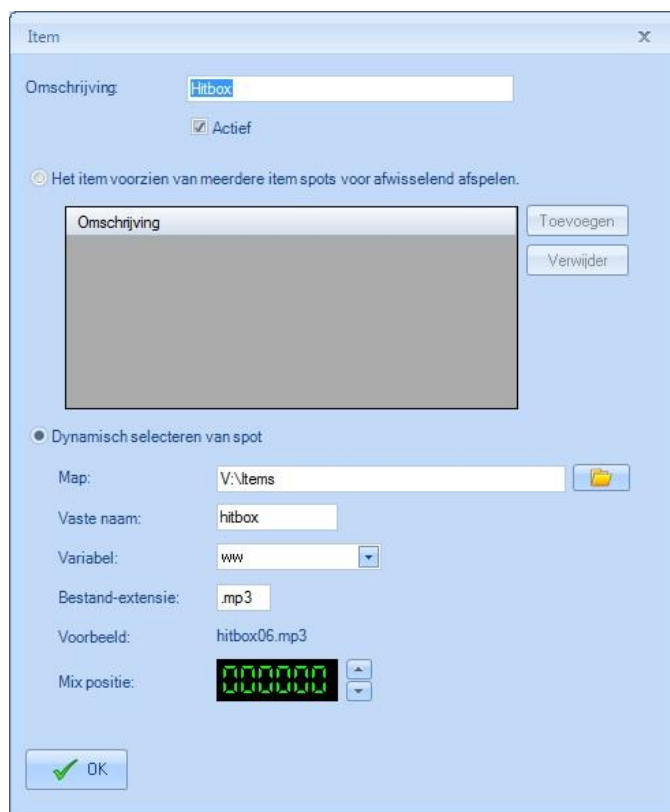 Item
Omschrijving: Hitbox
Actief
Het item voorzien van meerdere item spots voor afwisselend afspelen.
Omschrijving
Toevoegen
Verwijder
Dynamisch selecteren van spot
Map: V:\Items
Vaste naam: hitbox
Variabel: ww
Bestand-extensie: .mp3
Voorbeeld: hitbox06.mp3
Mix positie: 000000
OK